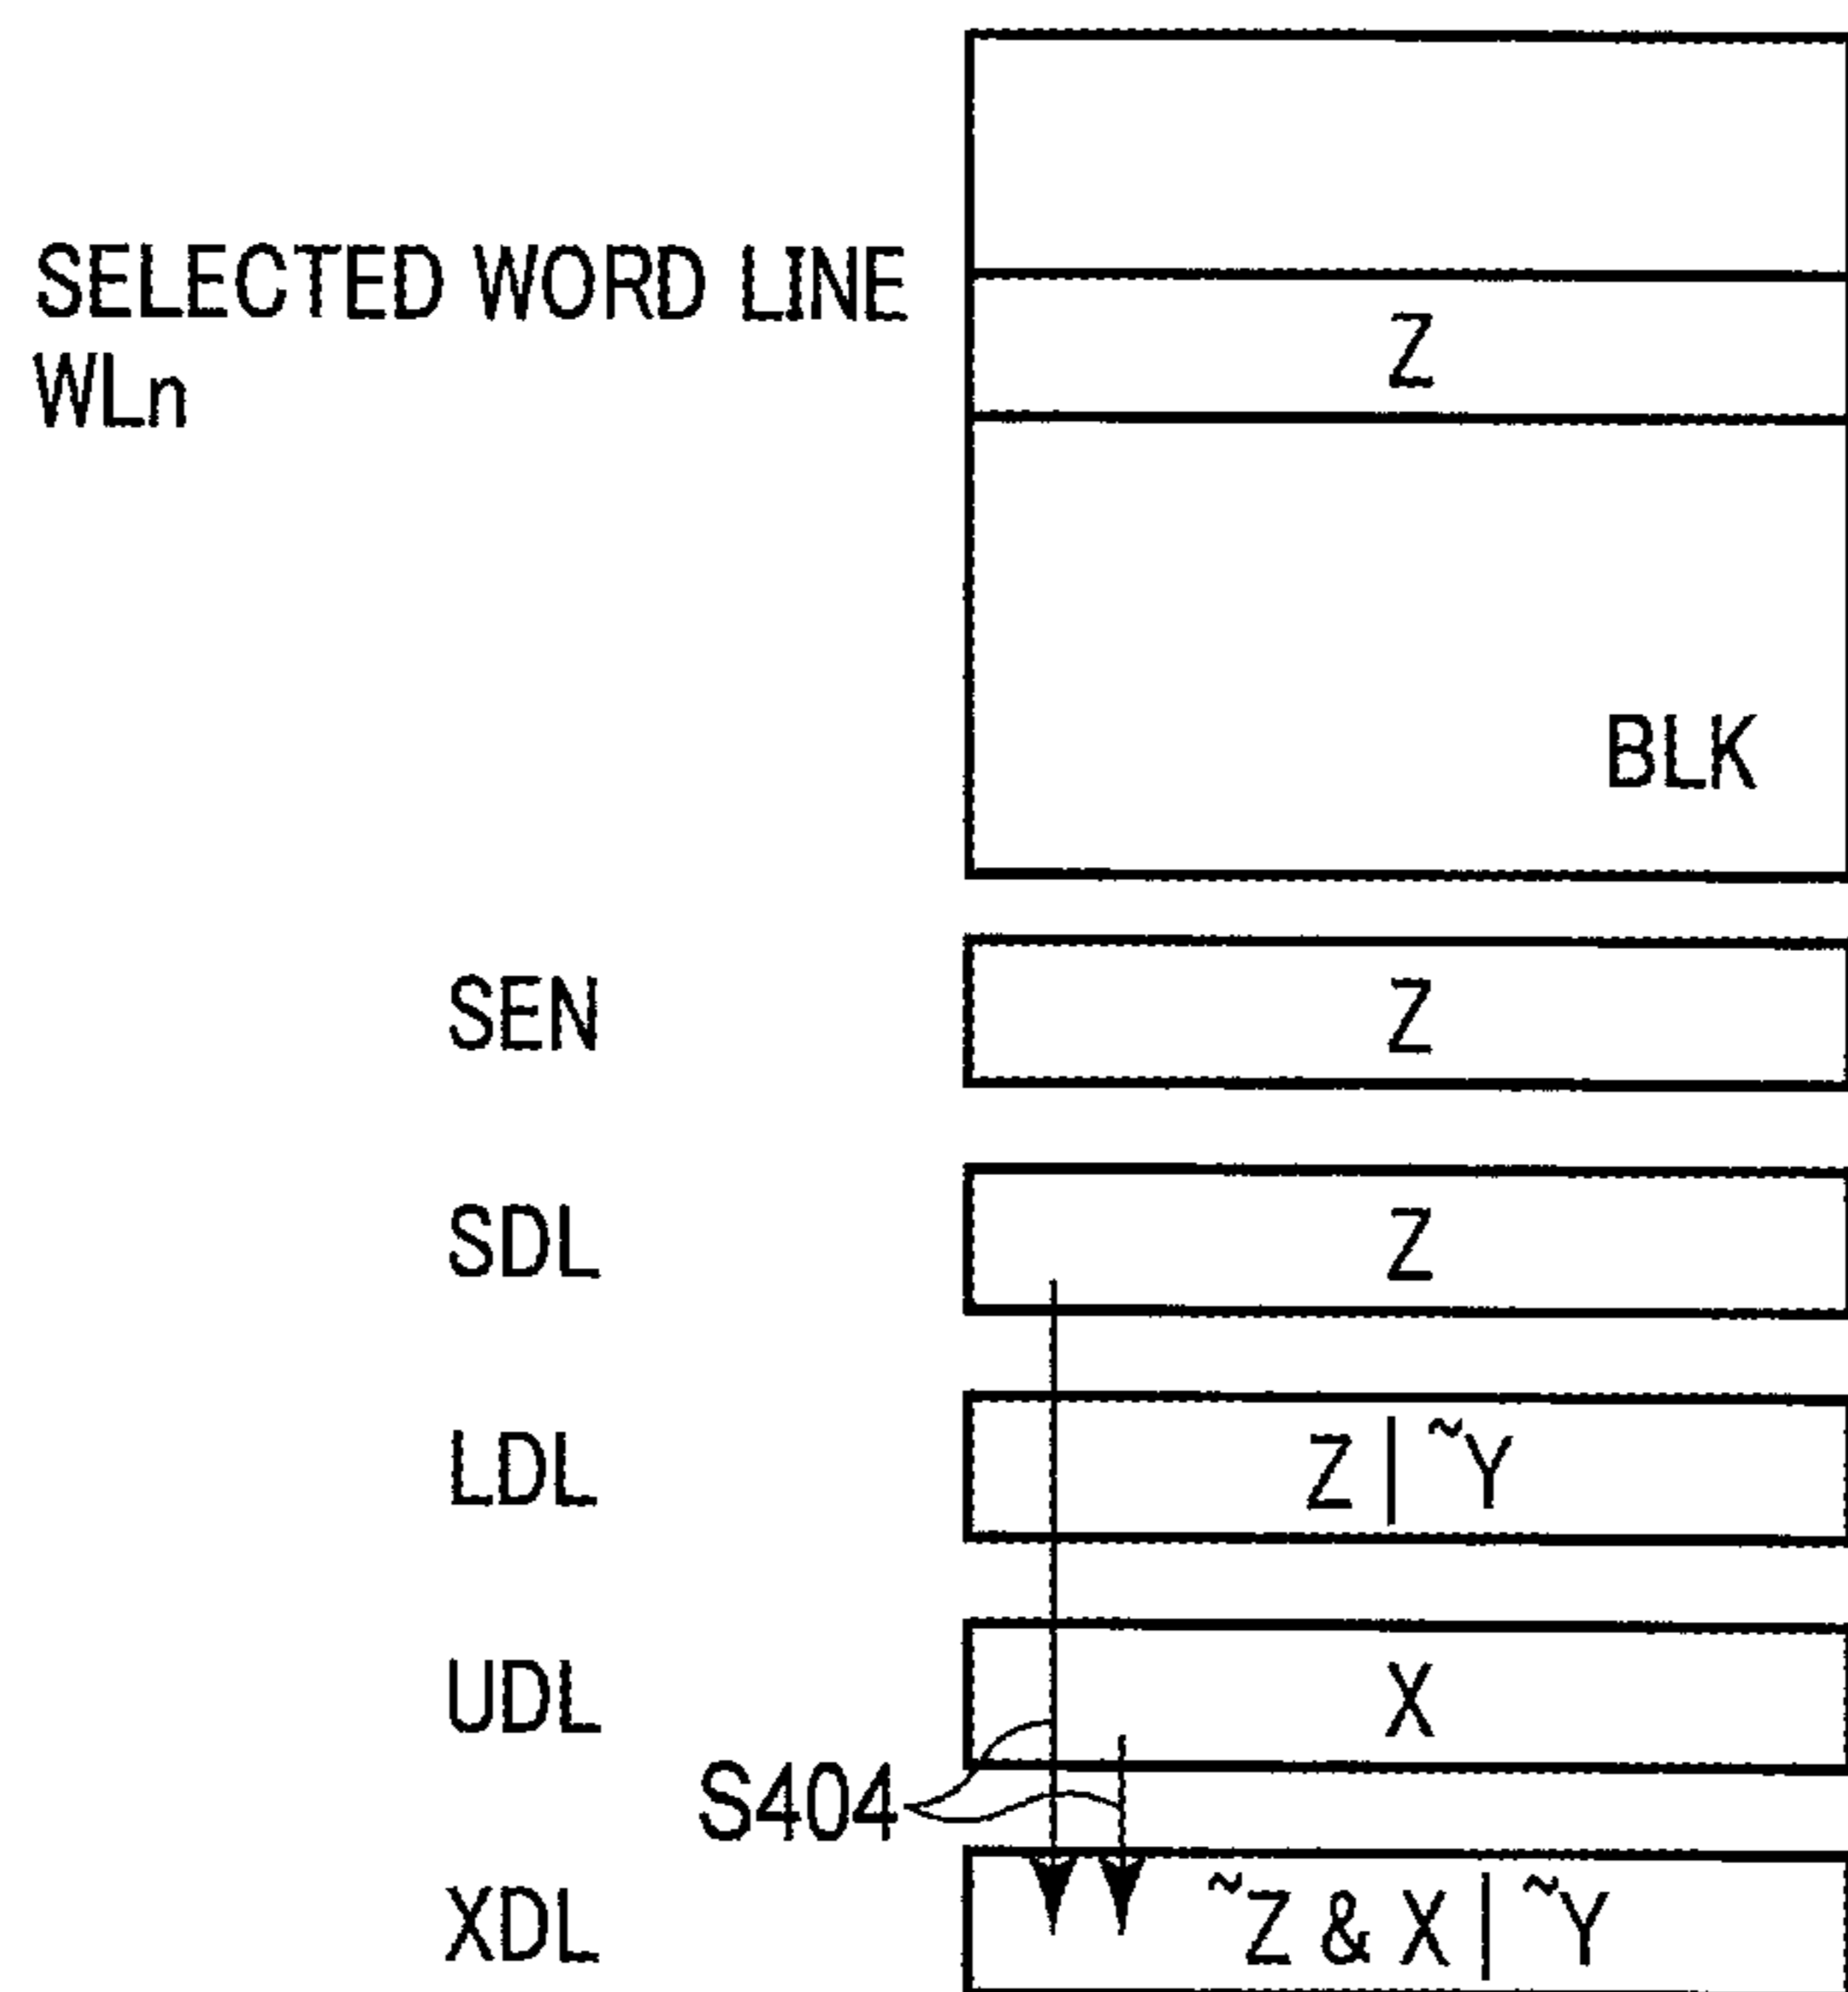 SELECTED WORD LINE
WLn
Z
BLK
SEN
Z
SDL
Z
LDL
Z | ~Y
UDL
X
S404
XDL
~Z & X | ~Y